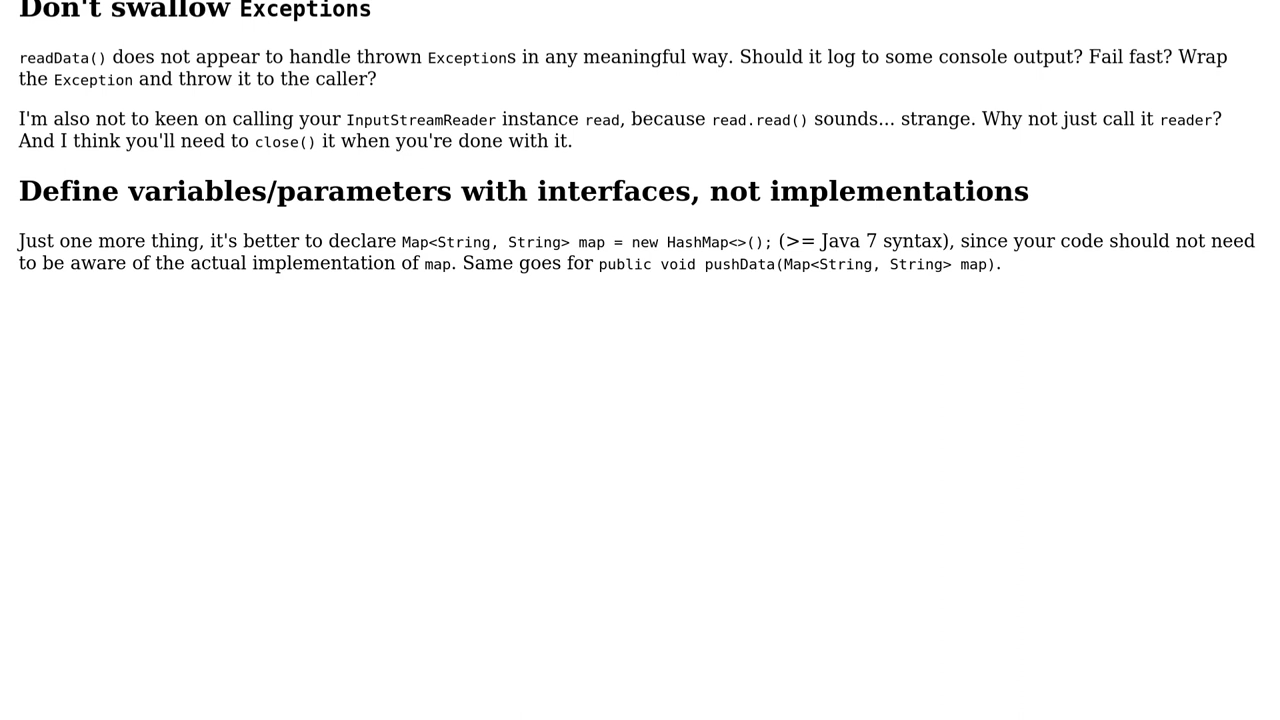 Don't swallow Exceptions
readData() does not appear to handle thrown Exceptions in any meaningful way. Should it log to some console output? Fail fast? Wrap
the Exception and throw it to the caller?
I'm also not to keen on calling your InputStreamReader instance read, because read.read() sounds... strange. Why not just call it reader?
And I think you'll need to close() it when you're done with it.
Define variables/parameters with interfaces, not implementations
Just one more thing, it's better to declare Map<String, String> map = new HashMap<>(); (>= Java 7 syntax), since your code should not need
to be aware of the actual implementation of map. Same goes for public void pushData(Map<String, String> map).